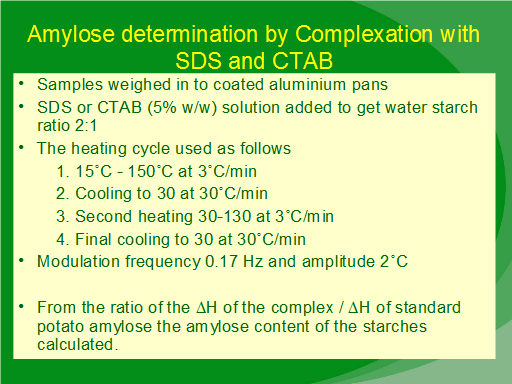 Amylose determination by Complexation with
SDS and CTAB
• Samples weighed in to coated aluminium pans
• SDS or CTAB (5% w/w) solution added to get water starch
ratio 2:1
• The heating cycle used as follows
1. 15˚C - 150˚C at 3˚C/min
2. Cooling to 30 at 30˚C/min
3. Second heating 30-130 at 3˚C/min
4. Final cooling to 30 at 30˚C/min
• Modulation frequency 0.17 Hz and amplitude 2˚C
• From the ratio of the ∆H of the complex / ∆H of standard
potato amylose the amylose content of the starches
calculated.